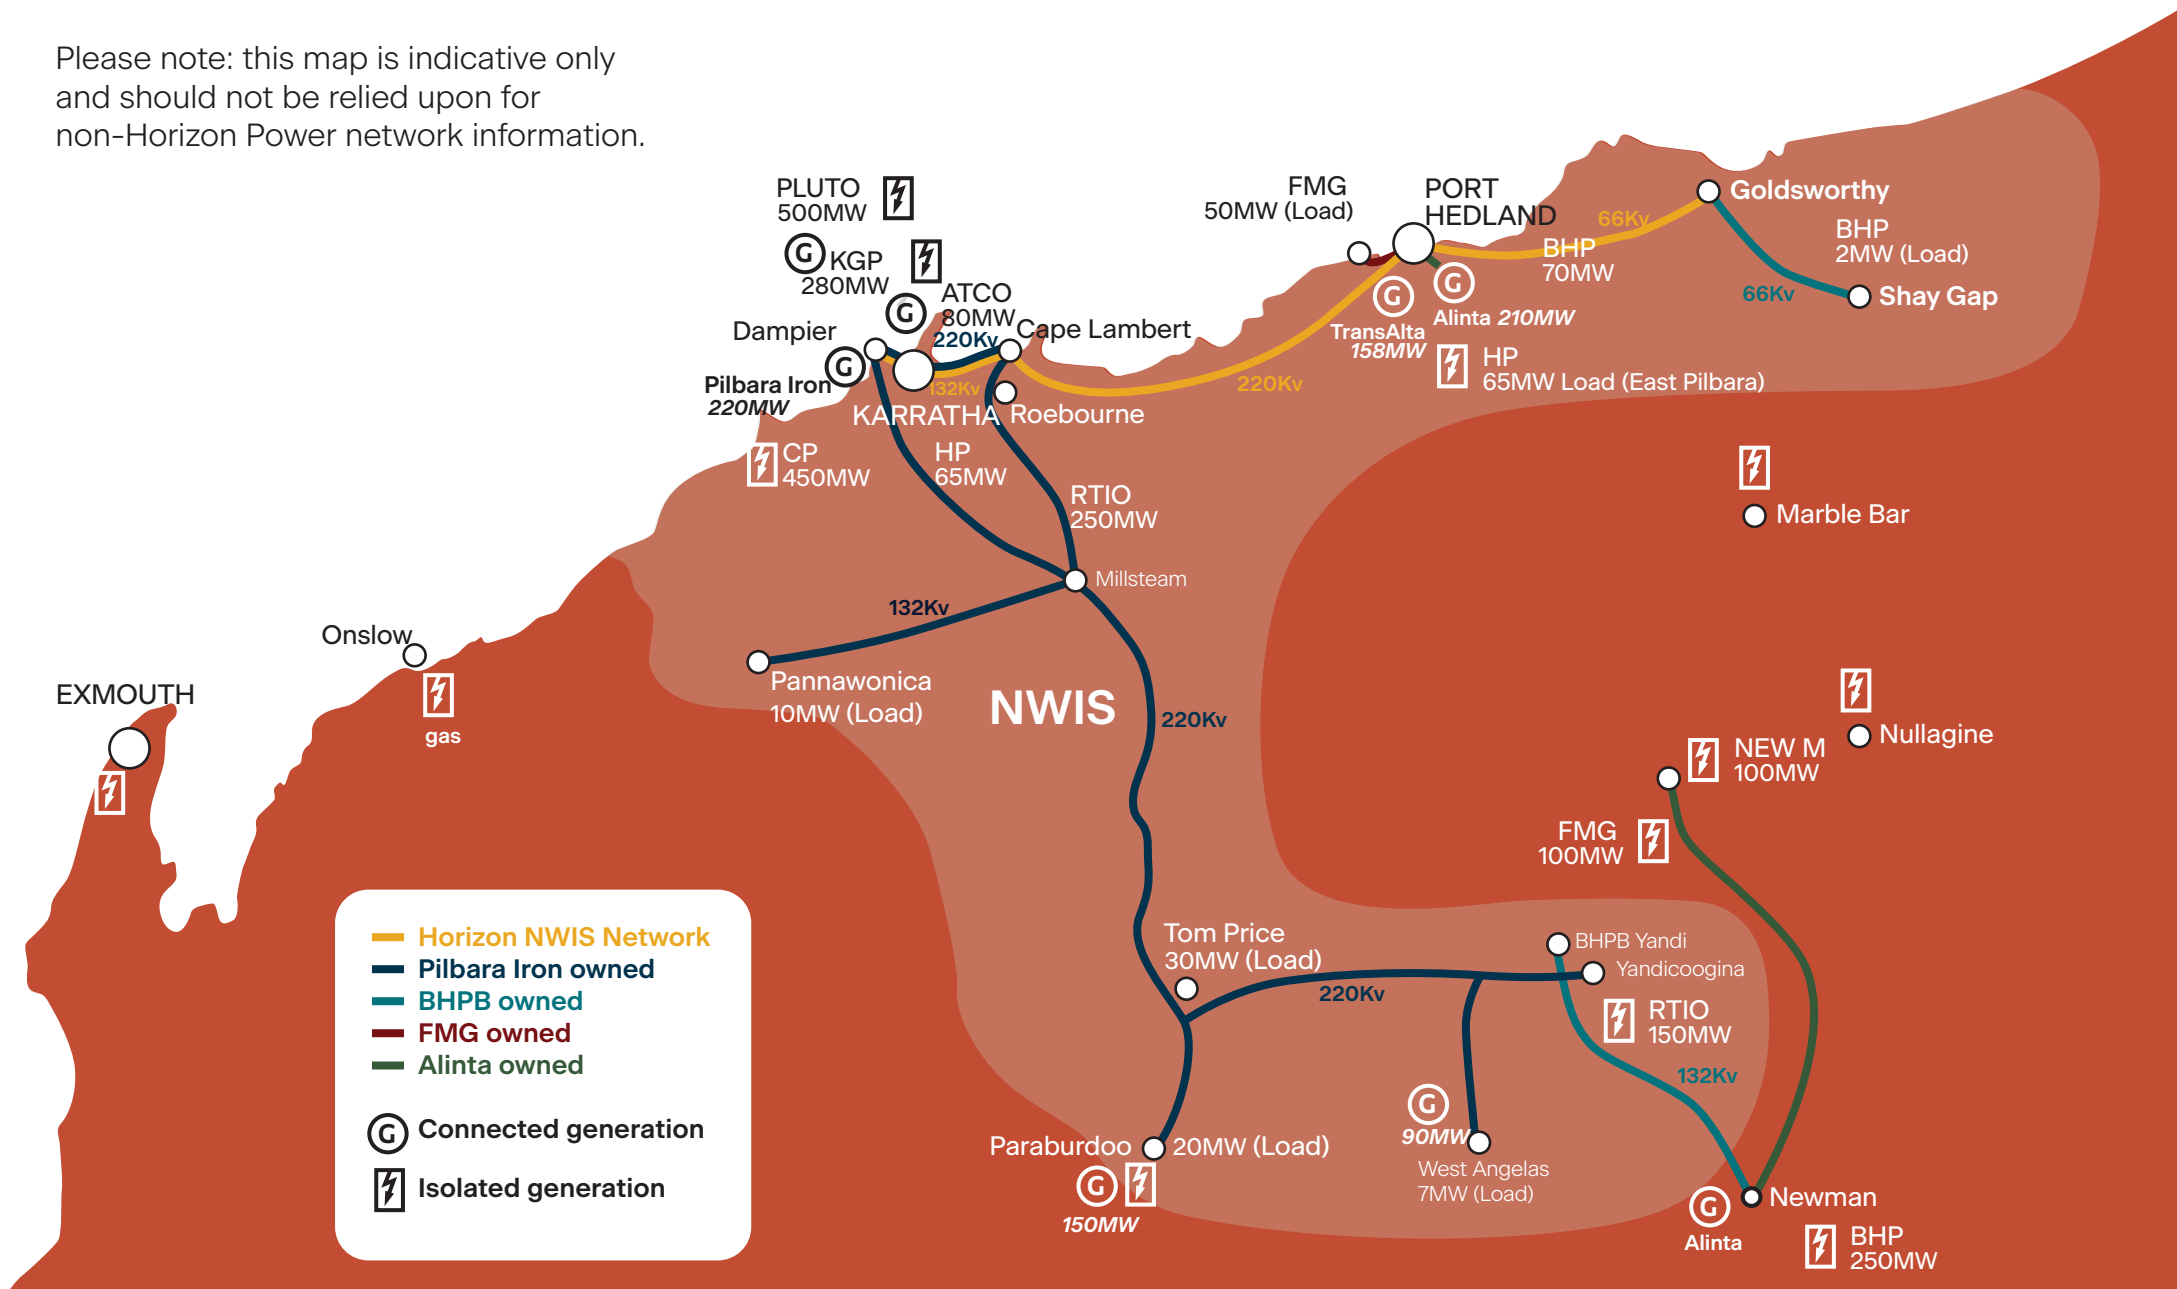 Please note: this map is indicative only
and should not be relied upon for
non-Horizon Power network information.
PLUTO
500MW
G
KGP
280MW
G
ATCO
80MW
220Kv
Cape Lambert
Dampier
G
Pilbara Iron
220MW
132Kv
KARRATHA
Roebourne
CP
450MW
HP
65MW
RTIO
250MW
FMG
50MW (Load)
PORT
HEDLAND
66Kv
BHP
70MW
Goldsworthy
BHP
2MW (Load)
66Kv
Shay Gap
G
TransAlta
158MW
G
Alinta 210MW
HP
65MW Load (East Pilbara)
220Kv
Marble Bar
Millsteam
132Kv
Pannawonica
10MW (Load)
NWIS
220Kv
Onslow
gas
EXMOUTH
Nullagine
NEW M
100MW
FMG
100MW
Tom Price
30MW (Load)
220Kv
BHPB Yandi
Yandicoogina
RTIO
150MW
132Kv
G
90MW
West Angelas
7MW (Load)
Paraburdoo
20MW (Load)
G
150MW
Newman
G
Alinta
BHP
250MW
Horizon NWIS Network
Pilbara Iron owned
BHPB owned
FMG owned
Alinta owned
G
Connected generation
Isolated generation